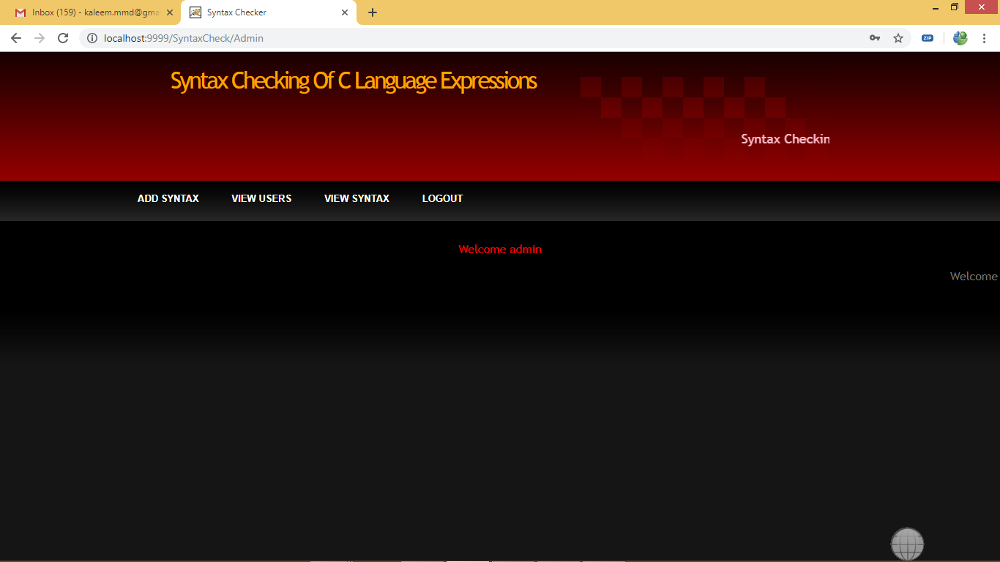 Inbox (159) - kaleem.mmd@gma
Syntax Checker
localhost:9999/SyntaxCheck/Admin
ZIP
Syntax Checking Of C Language Expressions
Syntax Checkin
ADD SYNTAX VIEW USERS VIEW SYNTAX LOGOUT
Welcome admin
Welcome